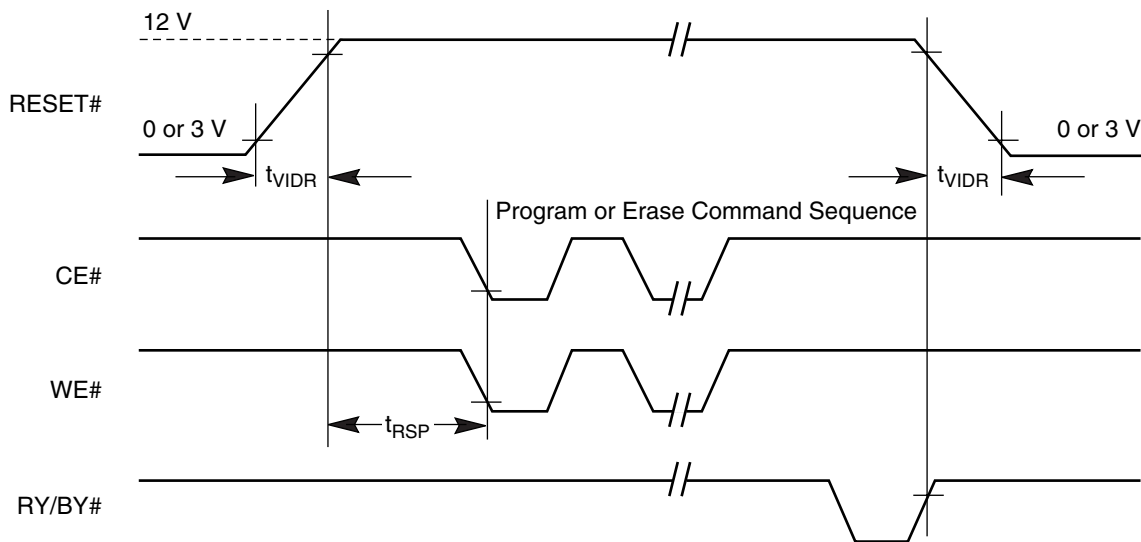 12 V
RESET#
0 or 3 V
0 or 3 V
tVIDR
tVIDR
Program or Erase Command Sequence
CE#
WE#
tRSP
RY/BY#